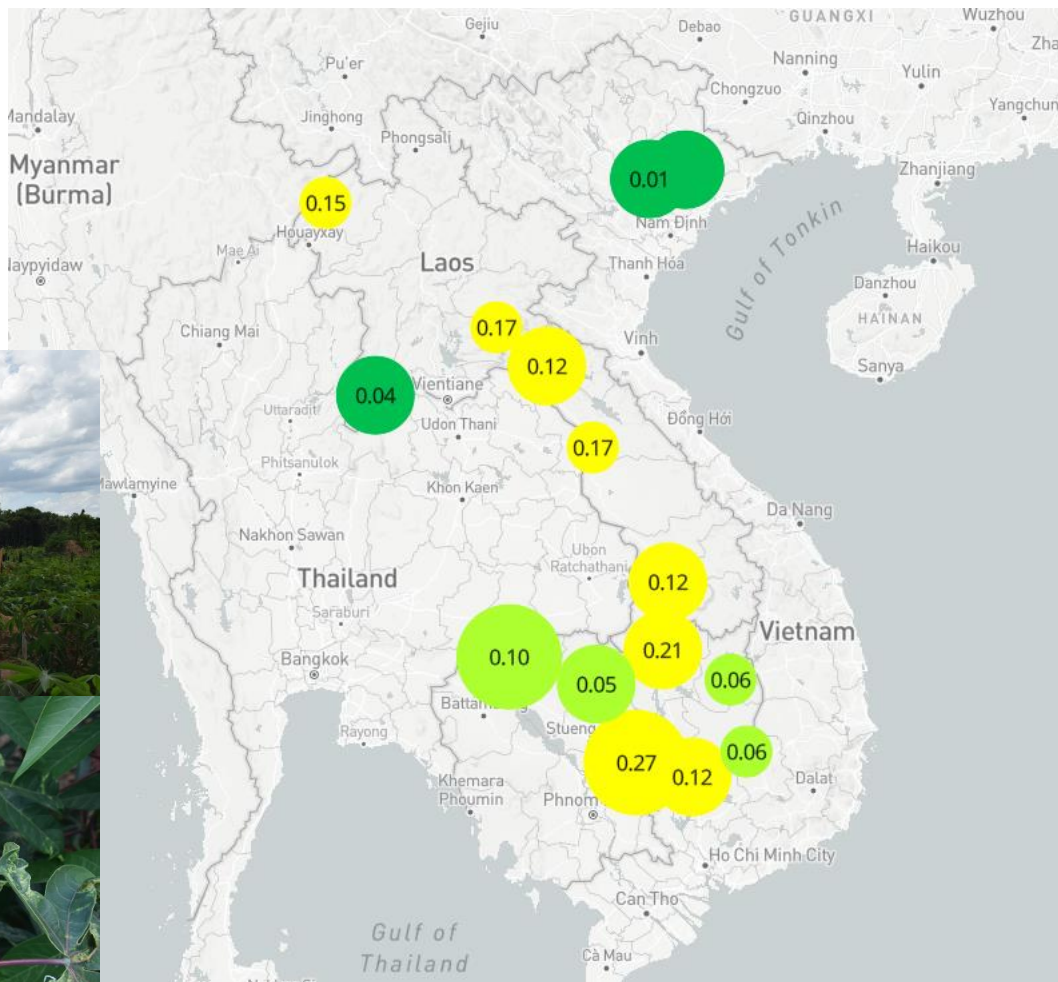 GUANGXI
Wuzhou
Gejiu
Debao
Pu'er
Nanning
Yulin
Chongzuo
Mandalay
Jinghong
Qinzhou
Yangchun
Phongsali
Myanmar
(Burma)
Zhanjiang
0.01
0.15
Houayxay
Nam Định
Mae Ai
Haikou
Naypyidaw
Laos
Thanh Hóa
Gulf of Tonkin
Danzhou
HAINAN
Chiang Mai
0.17
Vinh
0.12
Sanya
Vientiane
0.04
Uttaradit
Udon Thani
Đồng Hới
0.17
Phitsanulok
Mawlamyine
Khon Kaen
Da Nang
Nakhon Sawan
Ubon
Ratchathani
0.12
Thailand
Saraburi
Vietnam
0.21
0.10
Bangkok
0.05
0.06
Stueng
Rayong
0.06
0.27
0.12
Khemara
Phoumin
Dalat
Phnom
Ho Chi Minh City
Can Tho
Gulf of
Thailand
Cà Mau